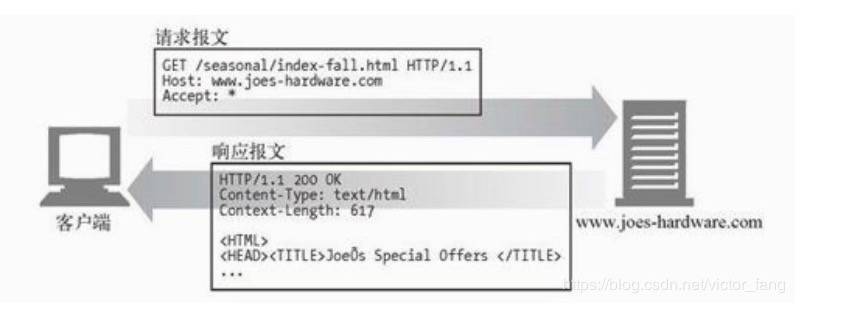 请求报文
GET /seasonal/index-fall.html HTTP/1.1
Host: www.joes-hardware.com
Accept: *
响应报文
HTTP/1.1 200 OK
Content-Type: text/html
Context-Length: 617
<HTML>
<HEAD><TITLE>JoeÕs Special Offers </TITLE>
...
客户端
www.joes-hardware.com
https://blog.csdn.net/victor_fang